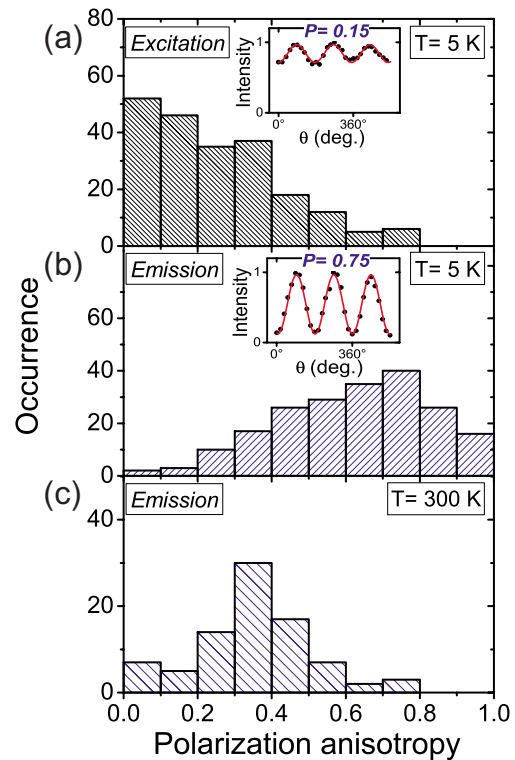 (a)
Excitation
P= 0.15
T= 5 K
80
60
40
20
0
Intensity
1
0
0° 360°
θ (deg.)
(b)
Emission
P= 0.75
T= 5 K
80
60
40
20
0
Intensity
1
0
0° 360°
θ (deg.)
Occurrence
(c)
Emission
T= 300 K
40
20
0
0.0 0.2 0.4 0.6 0.8 1.0
Polarization anisotropy